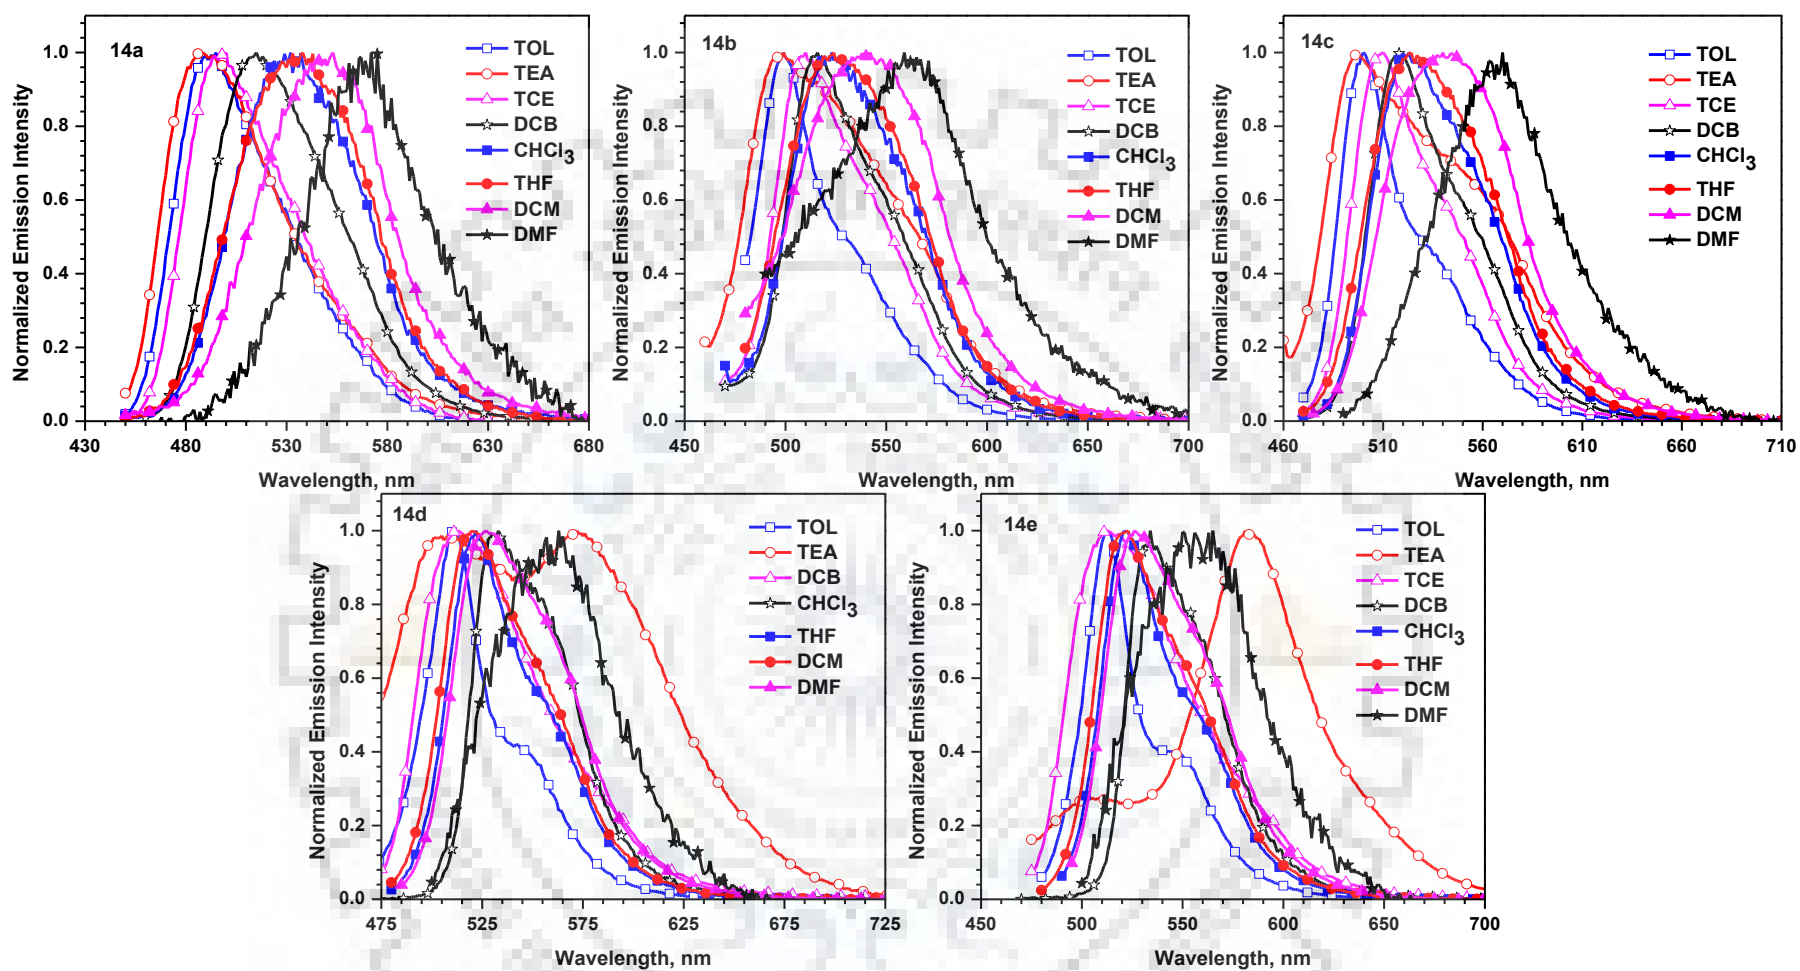 14a
TOL
TEA
TCE
DCB
CHCl3
THF
DCM
DMF
1.0
0.8
0.6
0.4
0.2
0.0
430 480 530 580 630 680
Normalized Emission Intensity
Wavelength, nm
14b
TOL
TEA
TCE
DCB
CHCl3
THF
DCM
DMF
1.0
0.8
0.6
0.4
0.2
0.0
450 500 550 600 650 700
Normalized Emission Intensity
Wavelength, nm
14c
TOL
TEA
TCE
DCB
CHCl3
THF
DCM
DMF
1.0
0.8
0.6
0.4
0.2
0.0
460 510 560 610 660 710
Normalized Emission Intensity
Wavelength, nm
14d
TOL
TEA
DCB
CHCl3
THF
DCM
DMF
1.0
0.8
0.6
0.4
0.2
0.0
475 525 575 625 675 725
Normalized Emission Intensity
Wavelength, nm
14e
TOL
TEA
TCE
DCB
CHCl3
THF
DCM
DMF
1.0
0.8
0.6
0.4
0.2
0.0
450 500 550 600 650 700
Normalized Emission Intensity
Wavelength, nm